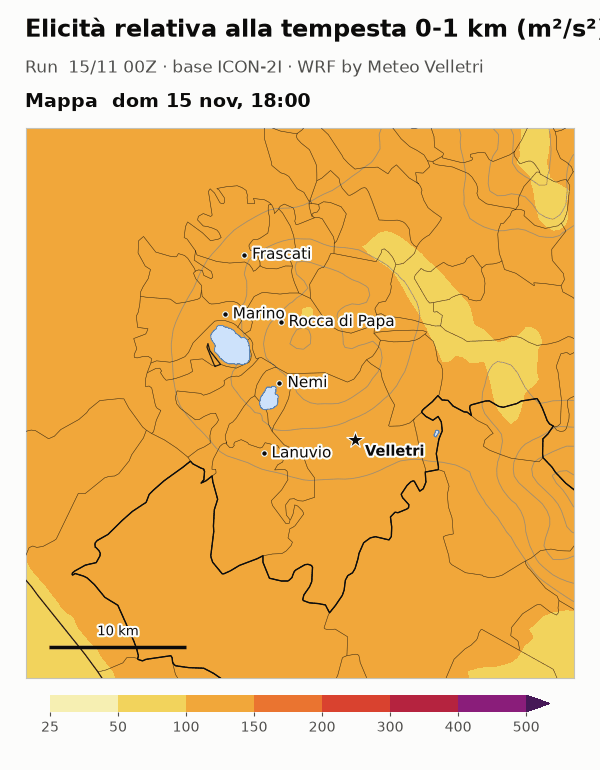 Elicità relativa alla tempesta 0-1 km (m²/s²)
Run 15/11 00Z · base ICON-2I · WRF by Meteo Velletri
Mappa dom 15 nov, 18:00
Frascati
Marino
Rocca di Papa
Nemi
Velletri
Lanuvio
10 km
25 50 100 150 200 300 400 500